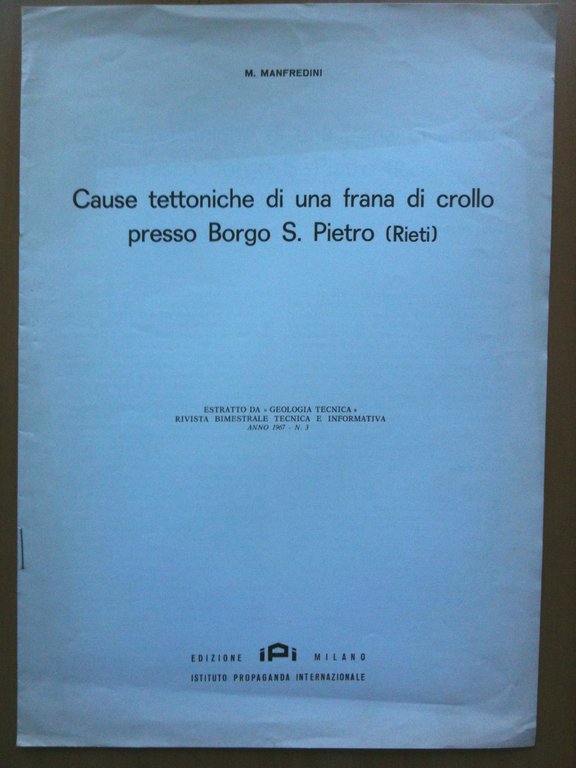 M. MANFREDINI
Cause tettoniche di una frana di crollo
presso Borgo S. Pietro (Rieti)
ESTRATTO DA « GEOLOGIA TECNICA »
RIVISTA BIMESTRALE TECNICA E INFORMATIVA
ANNO 1967 - N. 3
EDIZIONE iPi MILANO
ISTITUTO PROPAGANDA INTERNAZIONALE